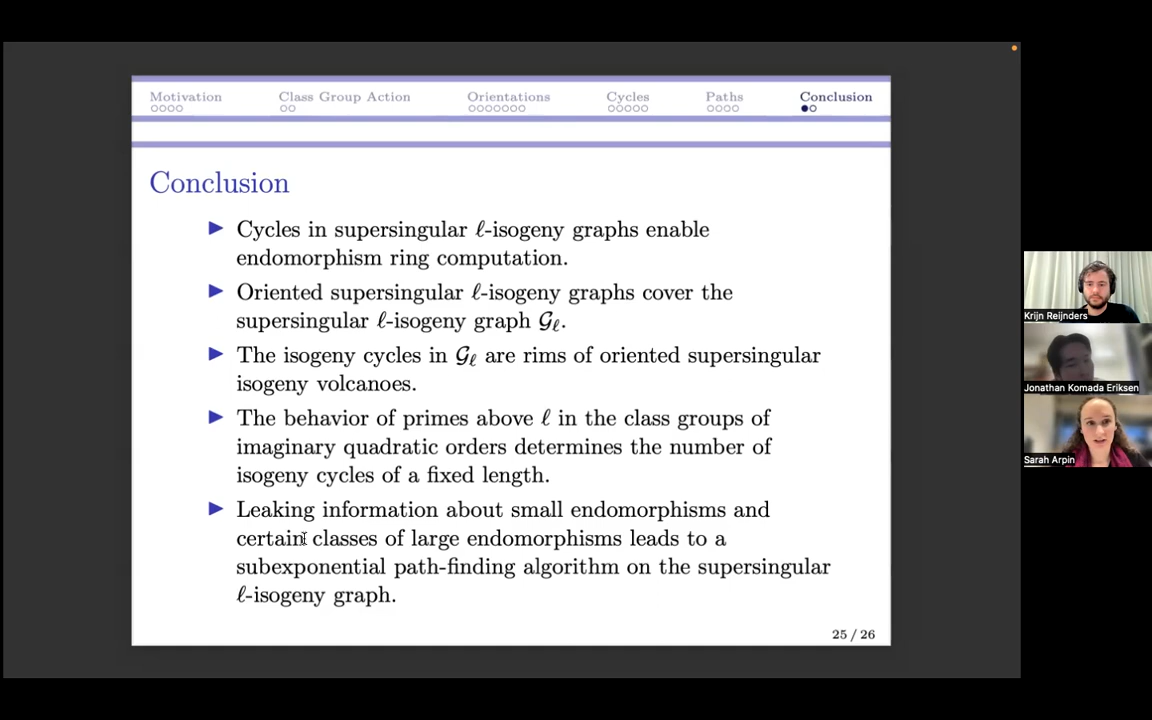 Motivation Class Group Action Orientations Cycles Paths Conclusion
Conclusion
▶ Cycles in supersingular ℓ-isogeny graphs enable
endomorphism ring computation.
▶ Oriented supersingular ℓ-isogeny graphs cover the
supersingular ℓ-isogeny graph 𝒢ℓ.
▶ The isogeny cycles in 𝒢ℓ are rims of oriented supersingular
isogeny volcanoes.
▶ The behavior of primes above ℓ in the class groups of
imaginary quadratic orders determines the number of
isogeny cycles of a fixed length.
▶ Leaking information about small endomorphisms and
certain classes of large endomorphisms leads to a
subexponential path-finding algorithm on the supersingular
ℓ-isogeny graph.
25 / 26
Krijn Reijnders
Jonathan Komada Eriksen
Sarah Arpin